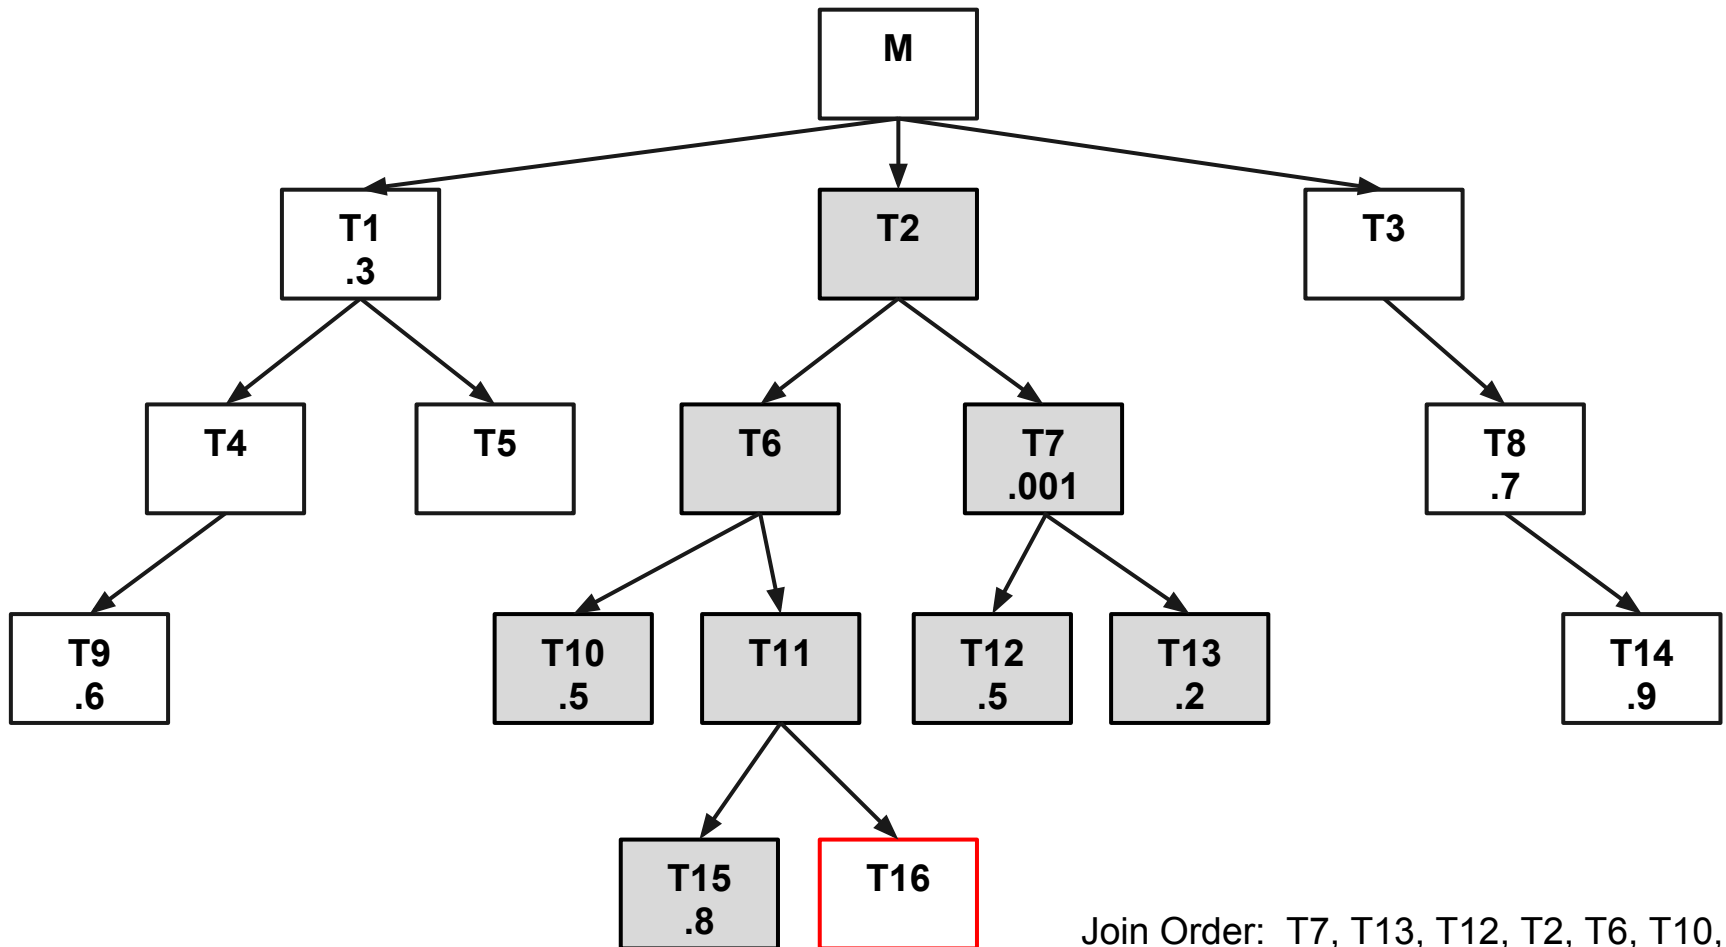 M
T1
.3
T2
T3
T4
T5
T6
T7
.001
T8
.7
T9
.6
T10
.5
T11
T12
.5
T13
.2
T14
.9
T15
.8
T16
Join Order: T7, T13, T12, T2, T6, T10,